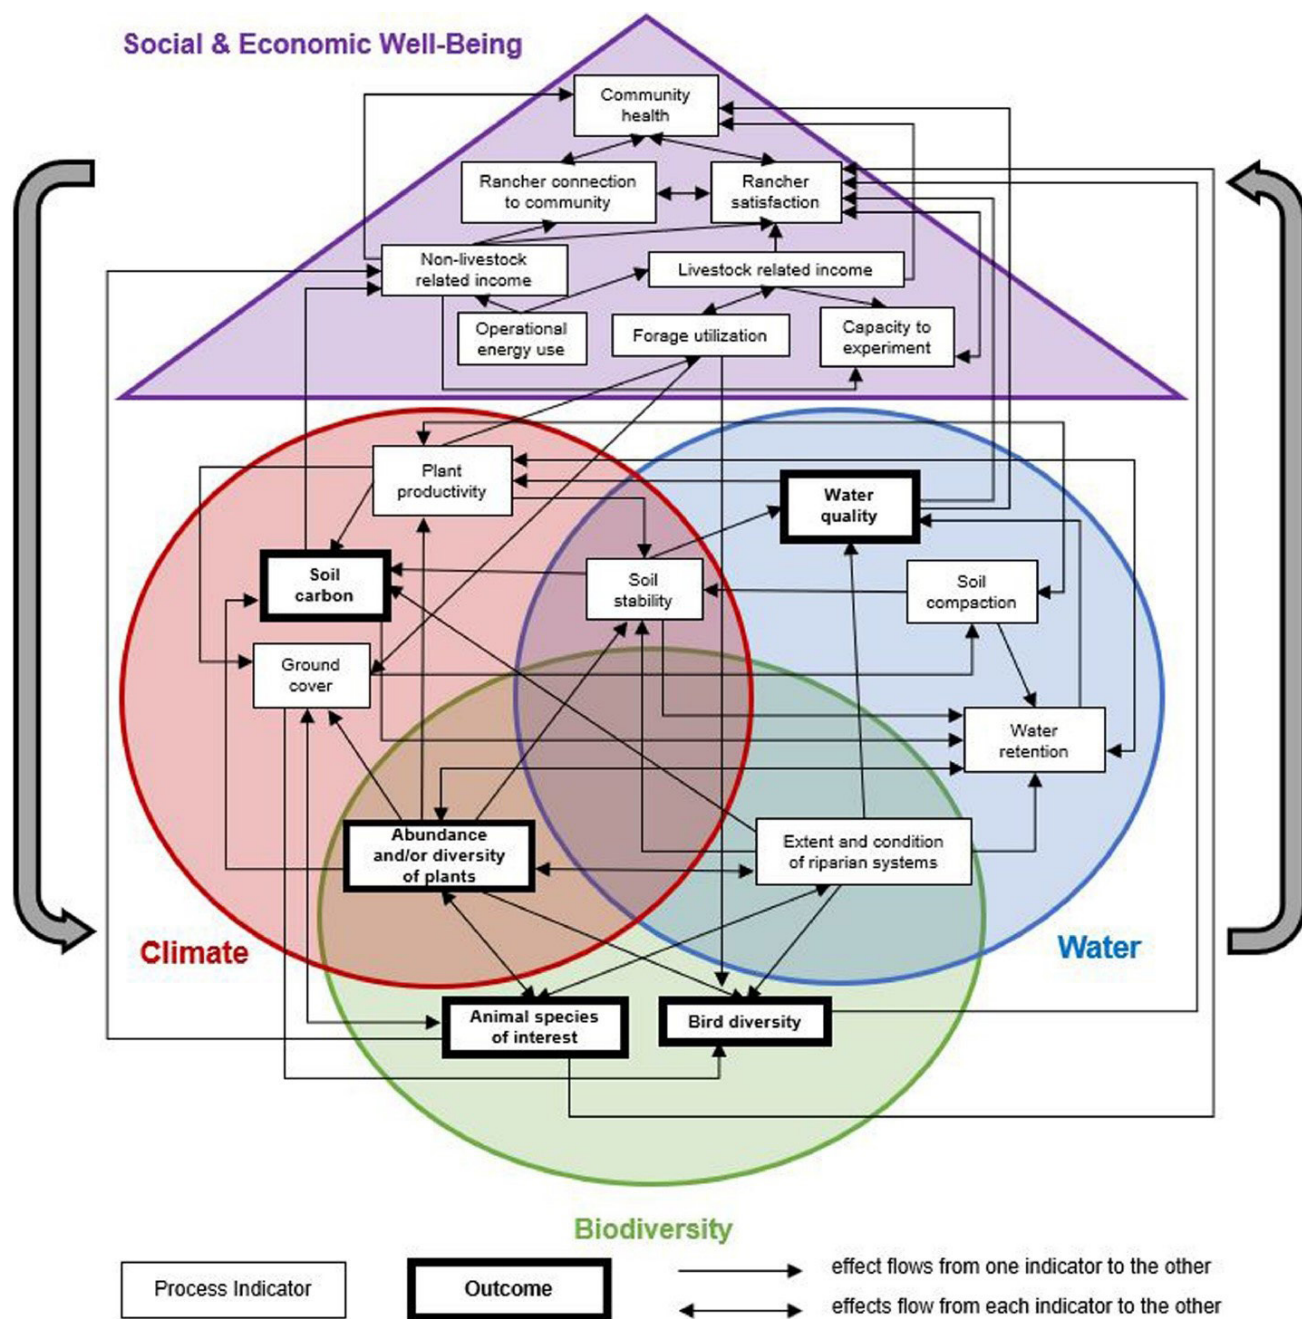 Social & Economic Well-Being
Community
health
Rancher connection
to community
Rancher
satisfaction
Non-livestock
related income
Livestock related income
Operational
energy use
Forage utilization
Capacity to
experiment
Plant
productivity
Water
quality
Soil
carbon
Soil
stability
Soil
compaction
Ground
cover
Water
retention
Abundance
and/or diversity
of plants
Extent and condition
of riparian systems
Climate
Water
Animal species
of interest
Bird diversity
Biodiversity
Process Indicator
Outcome
effect flows from one indicator to the other
effects flow from each indicator to the other